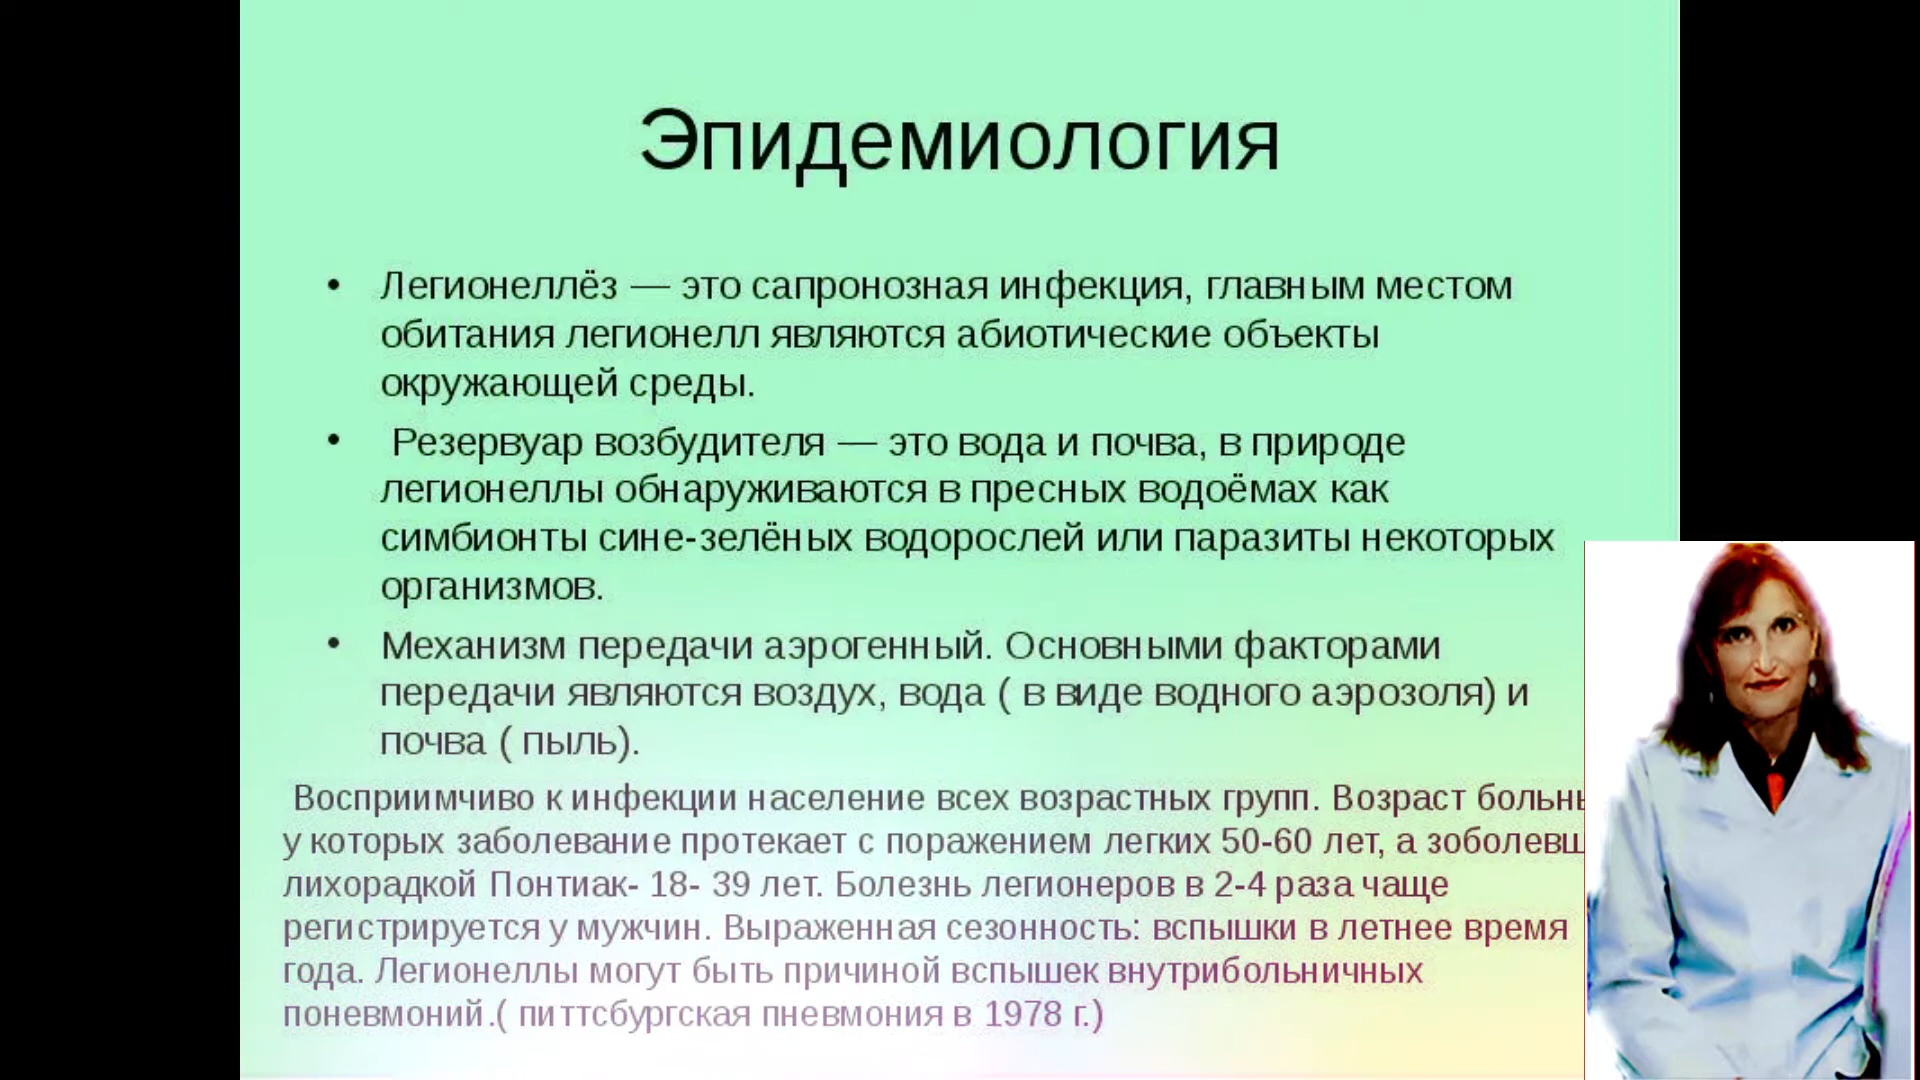 Эпидемиология
• Легионеллёз — это сапронозная инфекция, главным местом
обитания легионелл являются абиотические объекты
окружающей среды.
• Резервуар возбудителя — это вода и почва, в природе
легионеллы обнаруживаются в пресных водоёмах как
симбионты сине-зелёных водорослей или паразиты некоторых
организмов.
• Механизм передачи аэрогенный. Основными факторами
передачи являются воздух, вода ( в виде водного аэрозоля) и
почва ( пыль).
Восприимчиво к инфекции население всех возрастных групп. Возраст
у которых заболевание протекает с поражением легких 50-60 лет, а
лихорадкой Понтиак- 18- 39 лет. Болезнь легионеров в 2-4 раза чаще
регистрируется у мужчин. Выраженная сезонность: вспышки в летнее время
года. Легионеллы могут быть причиной вспышек внутрибольничных
поневмоний.( питтсбургская пневмония в 1978 г.)